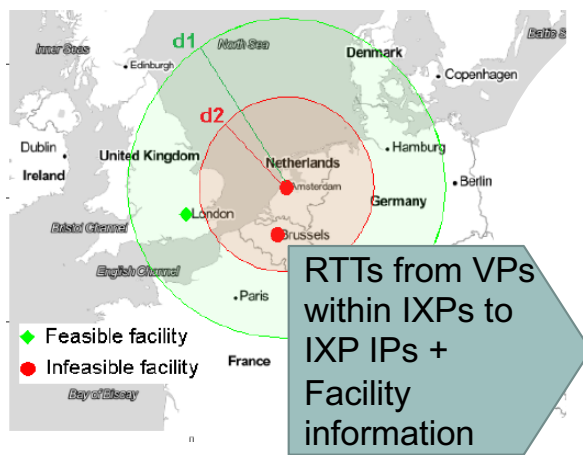 North Sea
Inner Seas
Edinburgh
d1
Denmark
Baltic S
Copenhagen
d2
Dublin
United Kingdom
Ireland
Netherlands
Hamburg
Amsterdam
Berlin
London
Germany
Bristol Channel
Brussels
English Channel
Paris
RTTs from VPs
within IXPs to
IXP IPs +
Facility
information
Feasible facility
Infeasible facility
France
Bay of Biscay
n